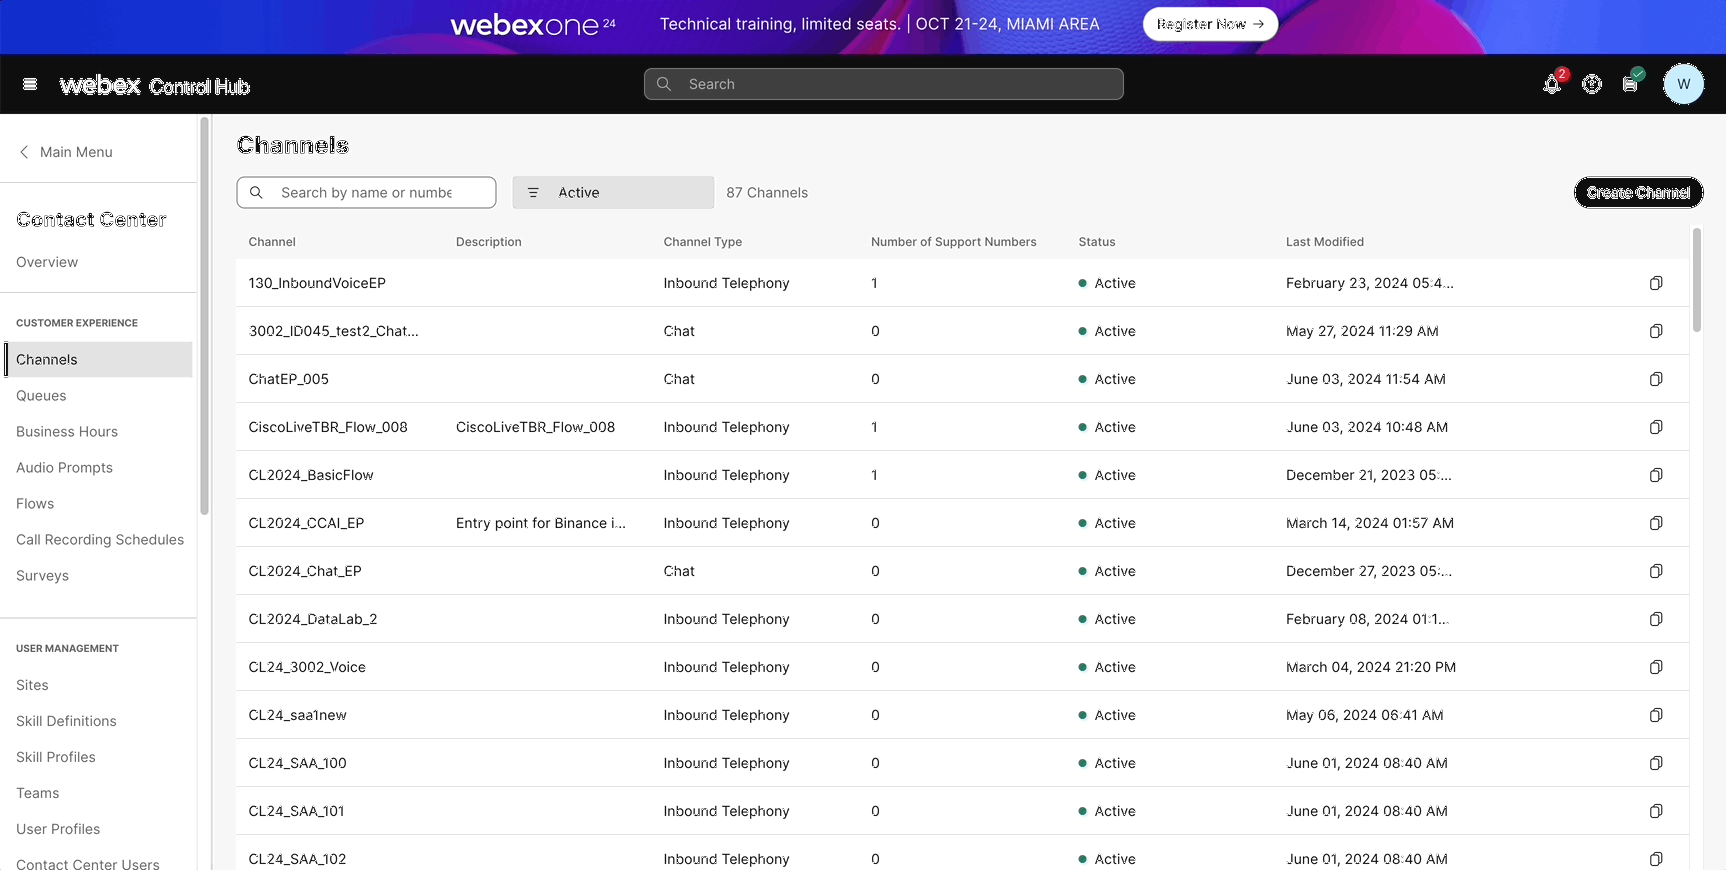 webexone 24 Technical training, limited seats. | OCT 21-24, MIAMI AREA Register Now →
webex Control Hub Search 2 W
Main Menu
Contact Center
Overview
CUSTOMER EXPERIENCE
Channels
Queues
Business Hours
Audio Prompts
Flows
Call Recording Schedules
Surveys
USER MANAGEMENT
Sites
Skill Definitions
Skill Profiles
Teams
User Profiles
Contact Center Users
Channels
Search by name or numbe Active 87 Channels Create Channel
Channel Description Channel Type Number of Support Numbers Status Last Modified
130_InboundVoiceEP Inbound Telephony 1 Active February 23, 2024 05:4...
3002_ID045_test2_Chat... Chat 0 Active May 27, 2024 11:29 AM
ChatEP_005 Chat 0 Active June 03, 2024 11:54 AM
CiscoLiveTBR_Flow_008 CiscoLiveTBR_Flow_008 Inbound Telephony 1 Active June 03, 2024 10:48 AM
CL2024_BasicFlow Inbound Telephony 1 Active December 21, 2023 05:...
CL2024_CCAI_EP Entry point for Binance i... Inbound Telephony 0 Active March 14, 2024 01:57 AM
CL2024_Chat_EP Chat 0 Active December 27, 2023 05:...
CL2024_DataLab_2 Inbound Telephony 0 Active February 08, 2024 01:1...
CL24_3002_Voice Inbound Telephony 0 Active March 04, 2024 21:20 PM
CL24_saa1new Inbound Telephony 0 Active May 06, 2024 06:41 AM
CL24_SAA_100 Inbound Telephony 0 Active June 01, 2024 08:40 AM
CL24_SAA_101 Inbound Telephony 0 Active June 01, 2024 08:40 AM
CL24_SAA_102 Inbound Telephony 0 Active June 01, 2024 08:40 AM